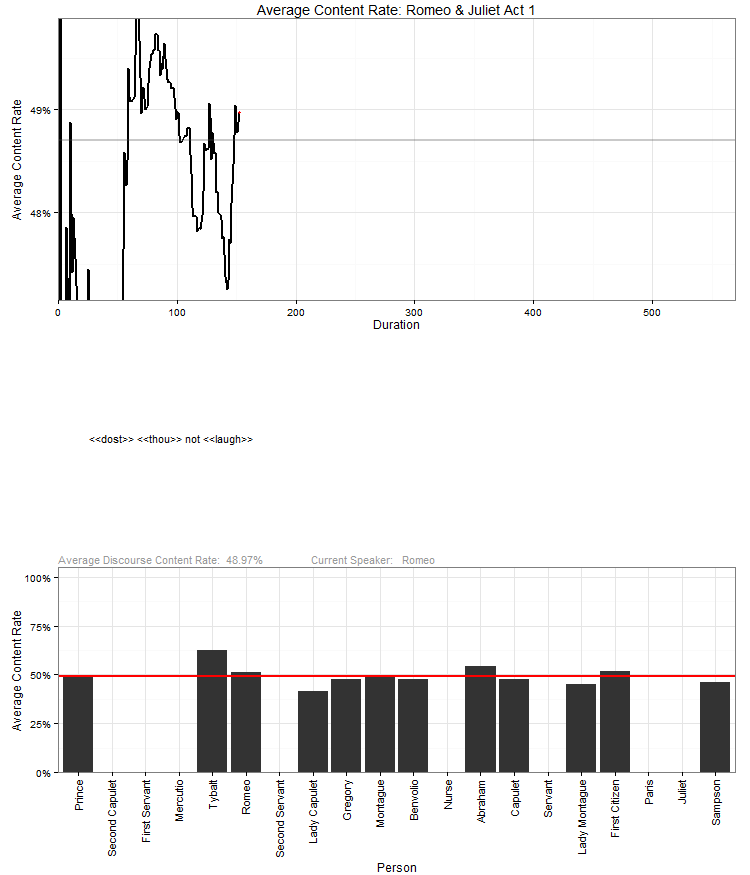 Average Content Rate: Romeo & Juliet Act 1
Average Content Rate
49%
48%
0 100 200 300 400 500
Duration
<<dost>> <<thou>> not <<laugh>>
Average Discourse Content Rate: 48.97% Current Speaker: Romeo
Average Content Rate
100%
75%
50%
25%
0%
Prince
Second Capulet
First Servant
Mercutio
Tybalt
Romeo
Second Servant
Lady Capulet
Gregory
Montague
Benvolio
Nurse
Abraham
Capulet
Servant
Lady Montague
First Citizen
Paris
Juliet
Sampson
Person